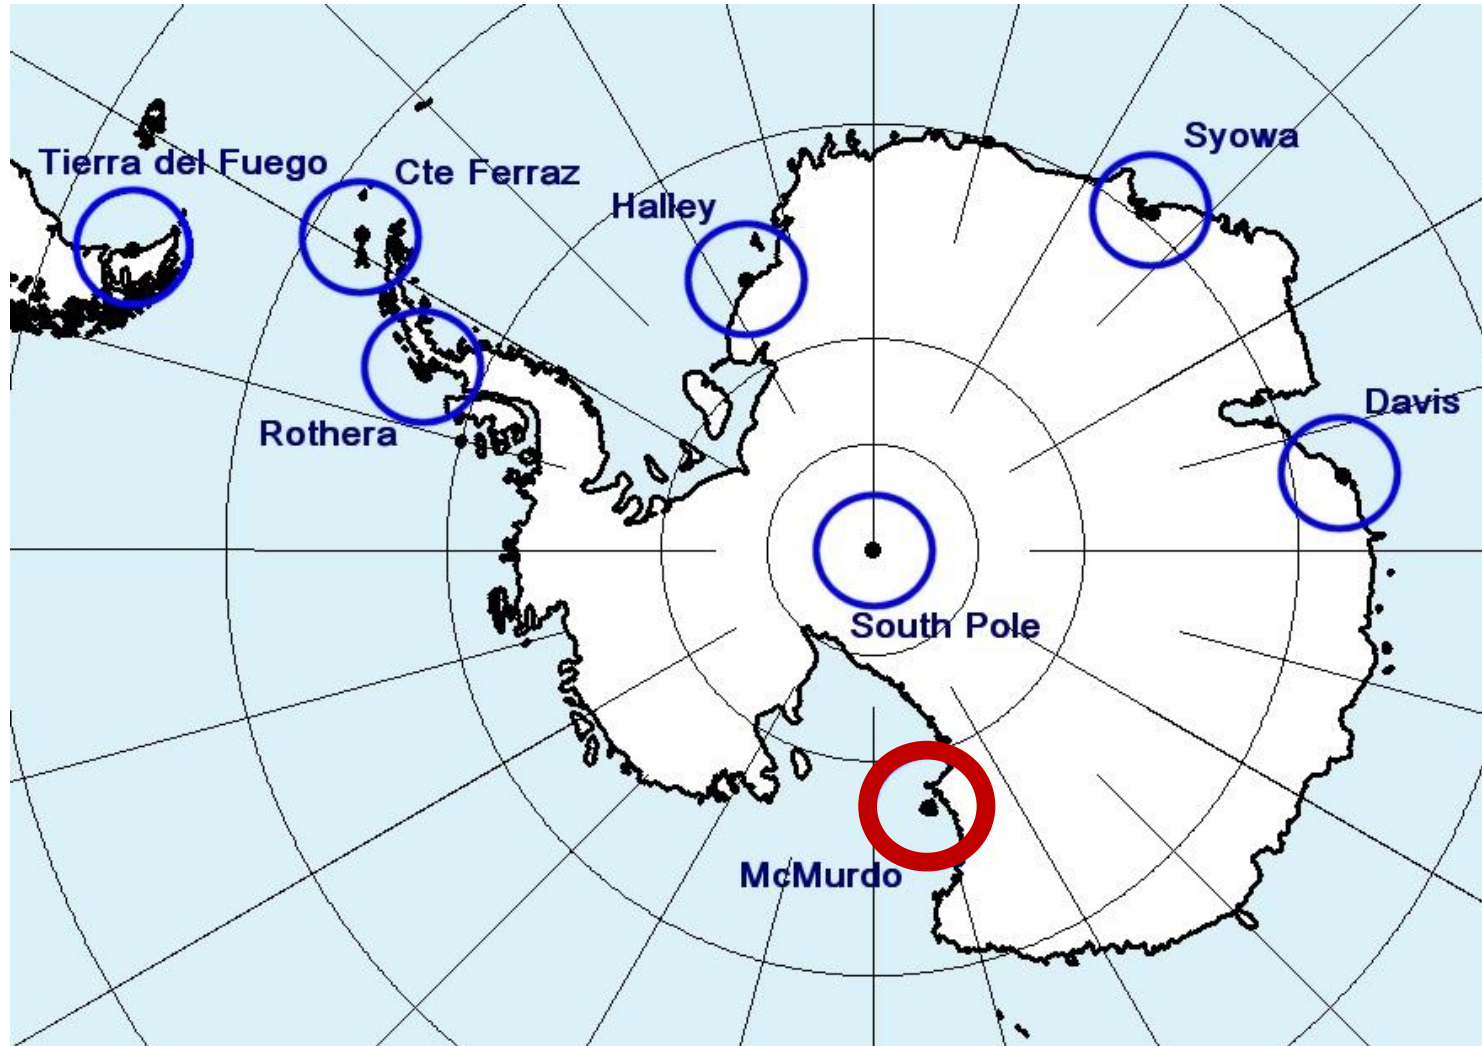 Syowa
Tierra del Fuego
Cte Ferraz
Halley
Davis
Rothera
South Pole
McMurdo